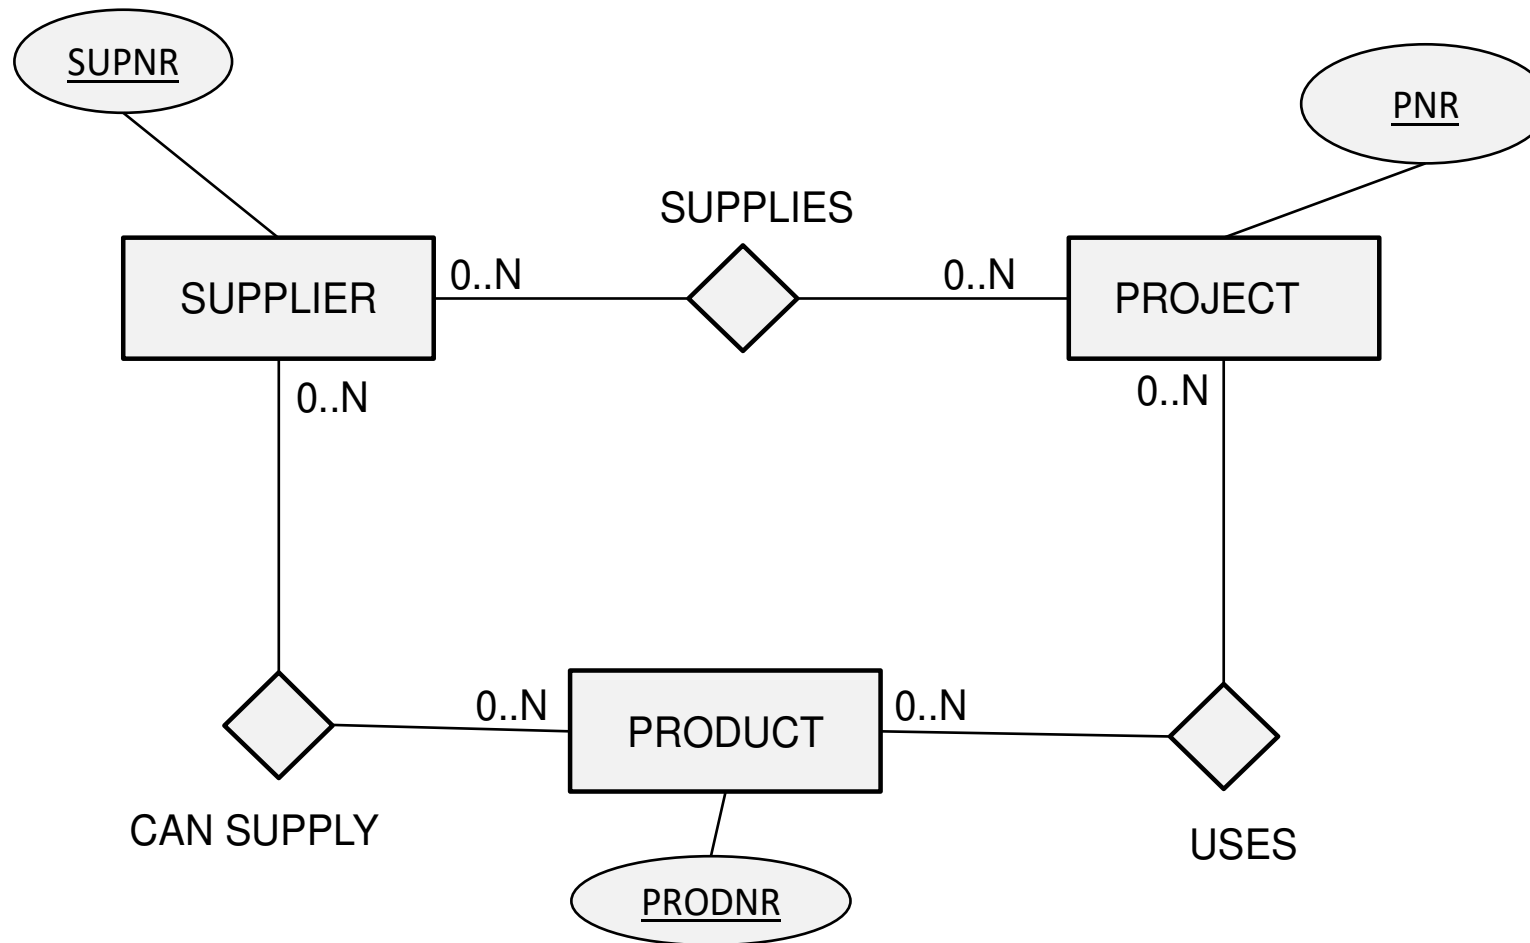 SUPNR
PNR
SUPPLIES
0..N
0..N
SUPPLIER
PROJECT
0..N
0..N
0..N
0..N
PRODUCT
CAN SUPPLY
USES
PRODNR